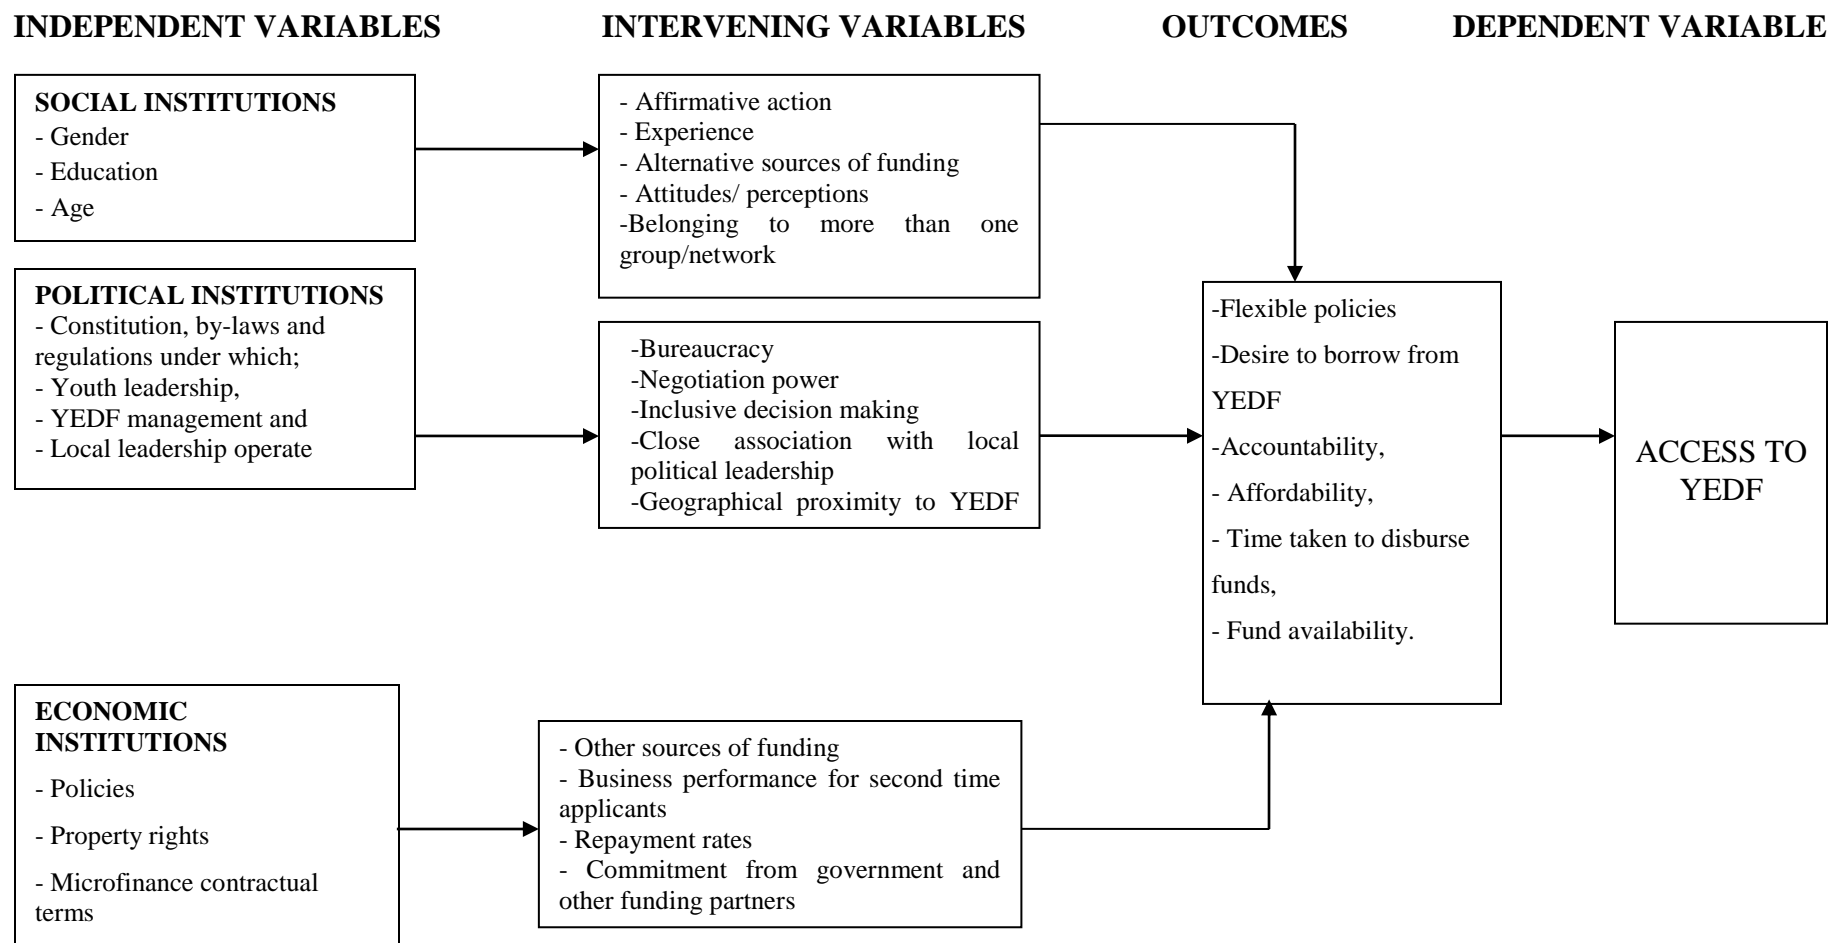 INDEPENDENT VARIABLES
INTERVENING VARIABLES
OUTCOMES
DEPENDENT VARIABLE
SOCIAL INSTITUTIONS
- Gender
- Education
- Age
- Affirmative action
- Experience
- Alternative sources of funding
- Attitudes/ perceptions
-Belonging to more than one
group/network
POLITICAL INSTITUTIONS
- Constitution, by-laws and
regulations under which;
- Youth leadership,
- YEDF management and
- Local leadership operate
-Bureaucracy
-Negotiation power
-Inclusive decision making
-Close association with local
political leadership
-Geographical proximity to YEDF
-Flexible policies
-Desire to borrow from
YEDF
-Accountability,
- Affordability,
- Time taken to disburse
funds,
- Fund availability.
ACCESS TO
YEDF
ECONOMIC
INSTITUTIONS
- Policies
- Property rights
- Microfinance contractual
terms
- Other sources of funding
- Business performance for second time
applicants
- Repayment rates
- Commitment from government and
other funding partners